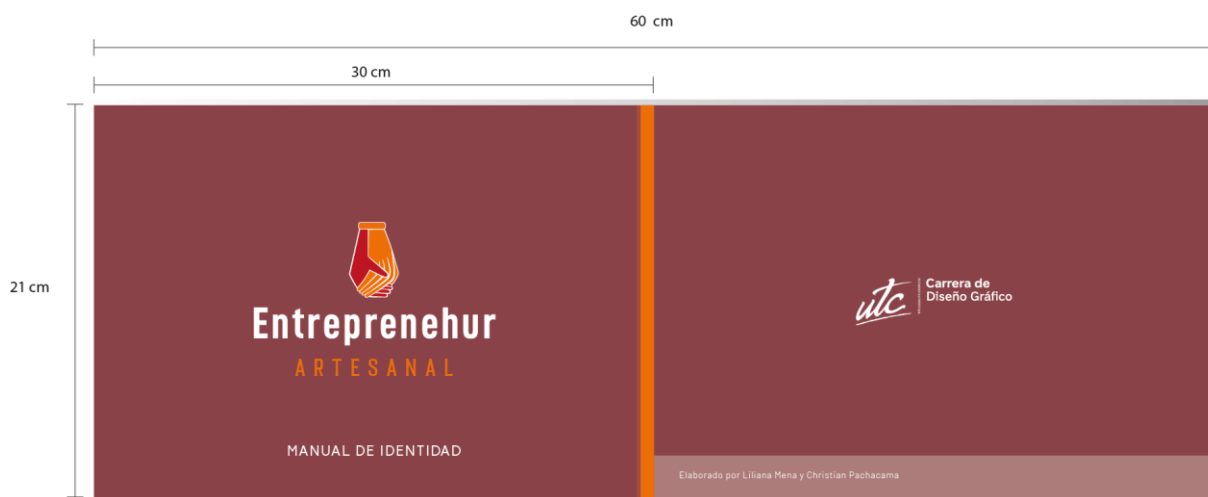 60 cm
30 cm
21 cm
Entreprenehur
ARTESANAL
MANUAL DE IDENTIDAD
utc
Carrera de
Diseño Gráfico
Elaborado por Liliana Mena y Christian Pachacama